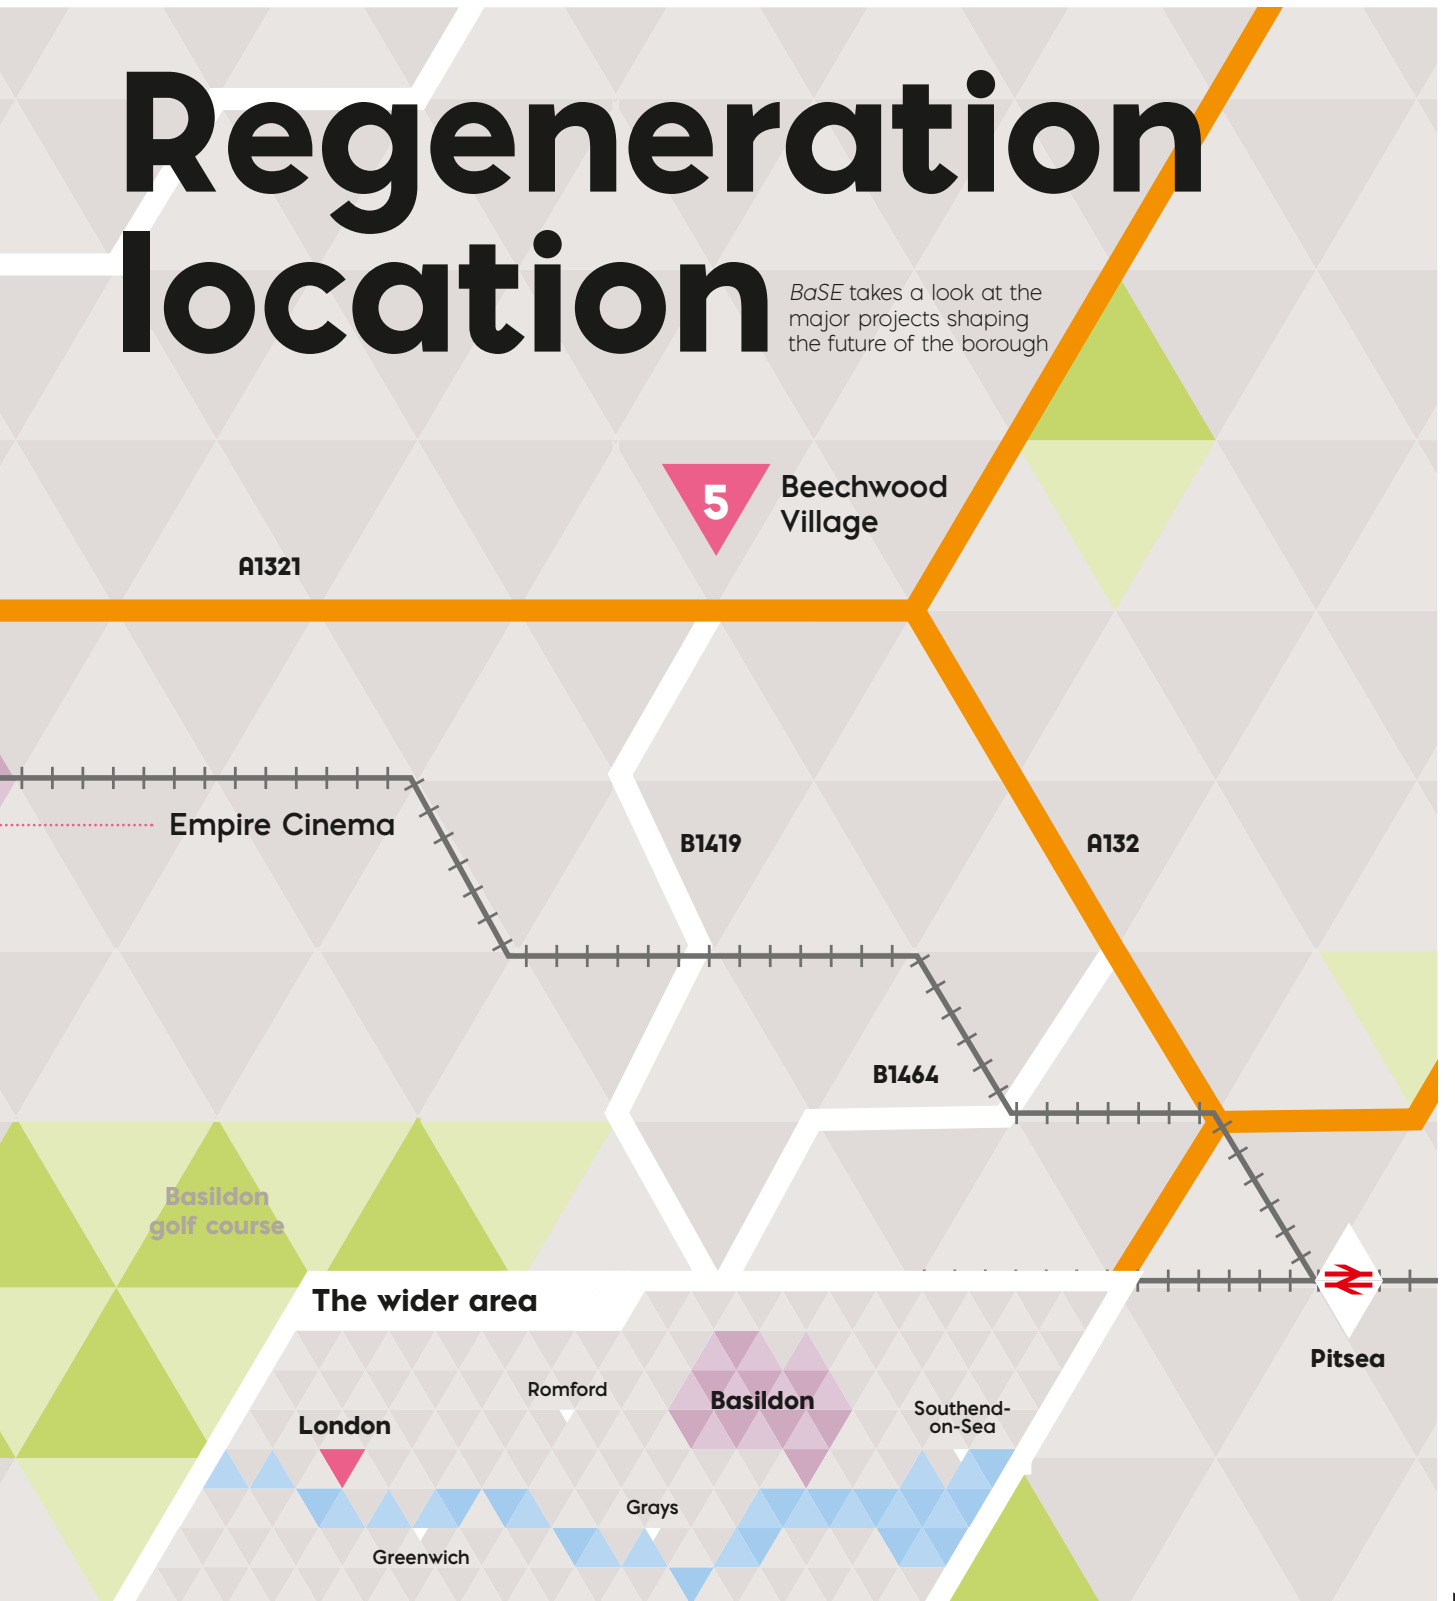 Regeneration
location
BaSE takes a look at the
major projects shaping
the future of the borough
5
Beechwood
Village
A1321
Empire Cinema
B1419
A132
B1464
Basildon
golf course
The wider area
Pitsea
Romford
Basildon
London
Southend-
on-Sea
Grays
Greenwich